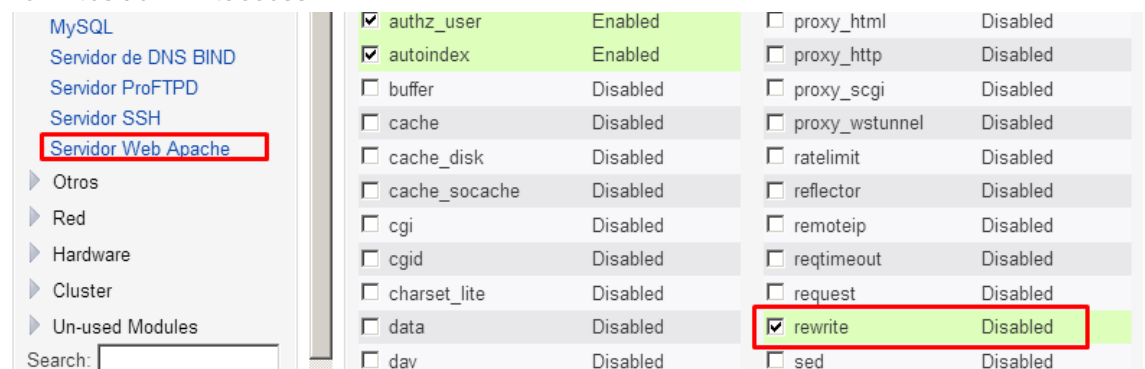 MySQL
Servidor de DNS BIND
Servidor ProFTPD
Servidor SSH
Servidor Web Apache
Otros
Red
Hardware
Cluster
Un-used Modules
Search:
authz_user Enabled
autoindex Enabled
buffer Disabled
cache Disabled
cache_disk Disabled
cache_socache Disabled
cgi Disabled
cgid Disabled
charset_lite Disabled
data Disabled
dav Disabled
proxy_html Disabled
proxy_http Disabled
proxy_scgi Disabled
proxy_wstunnel Disabled
ratelimit Disabled
reflector Disabled
remoteip Disabled
reqtimeout Disabled
request Disabled
rewrite Disabled
sed Disabled